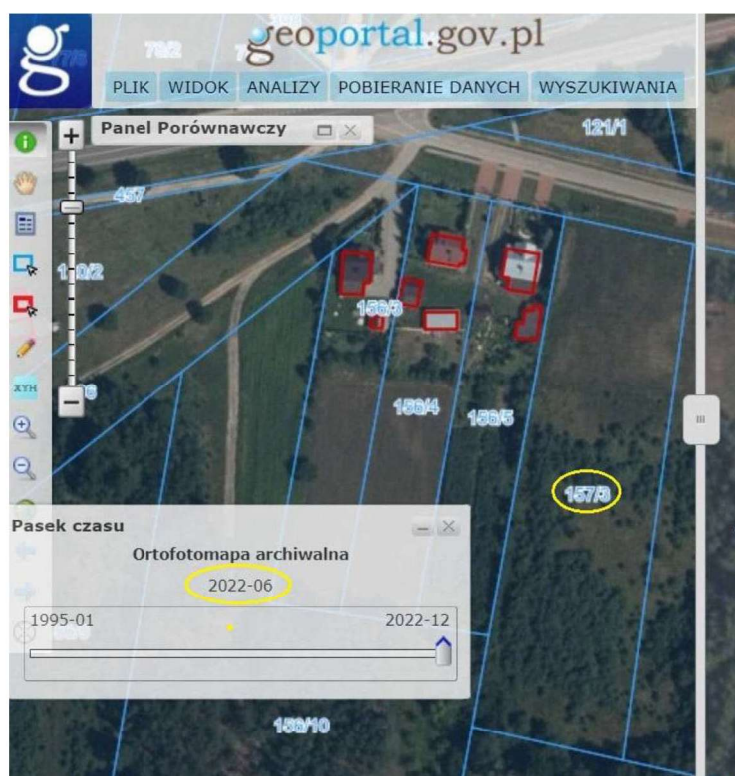 geoportal.gov.pl
PLIK WIDOK ANALIZY POBIERANIE DANYCH WYSZUKIWANIA
Panel Porównawczy
121/1
457
156/3
156/4
156/5
157/3
Pasek czasu
Ortofotomapa archiwalna
2022-06
1995-01 2022-12
XYH
156/10